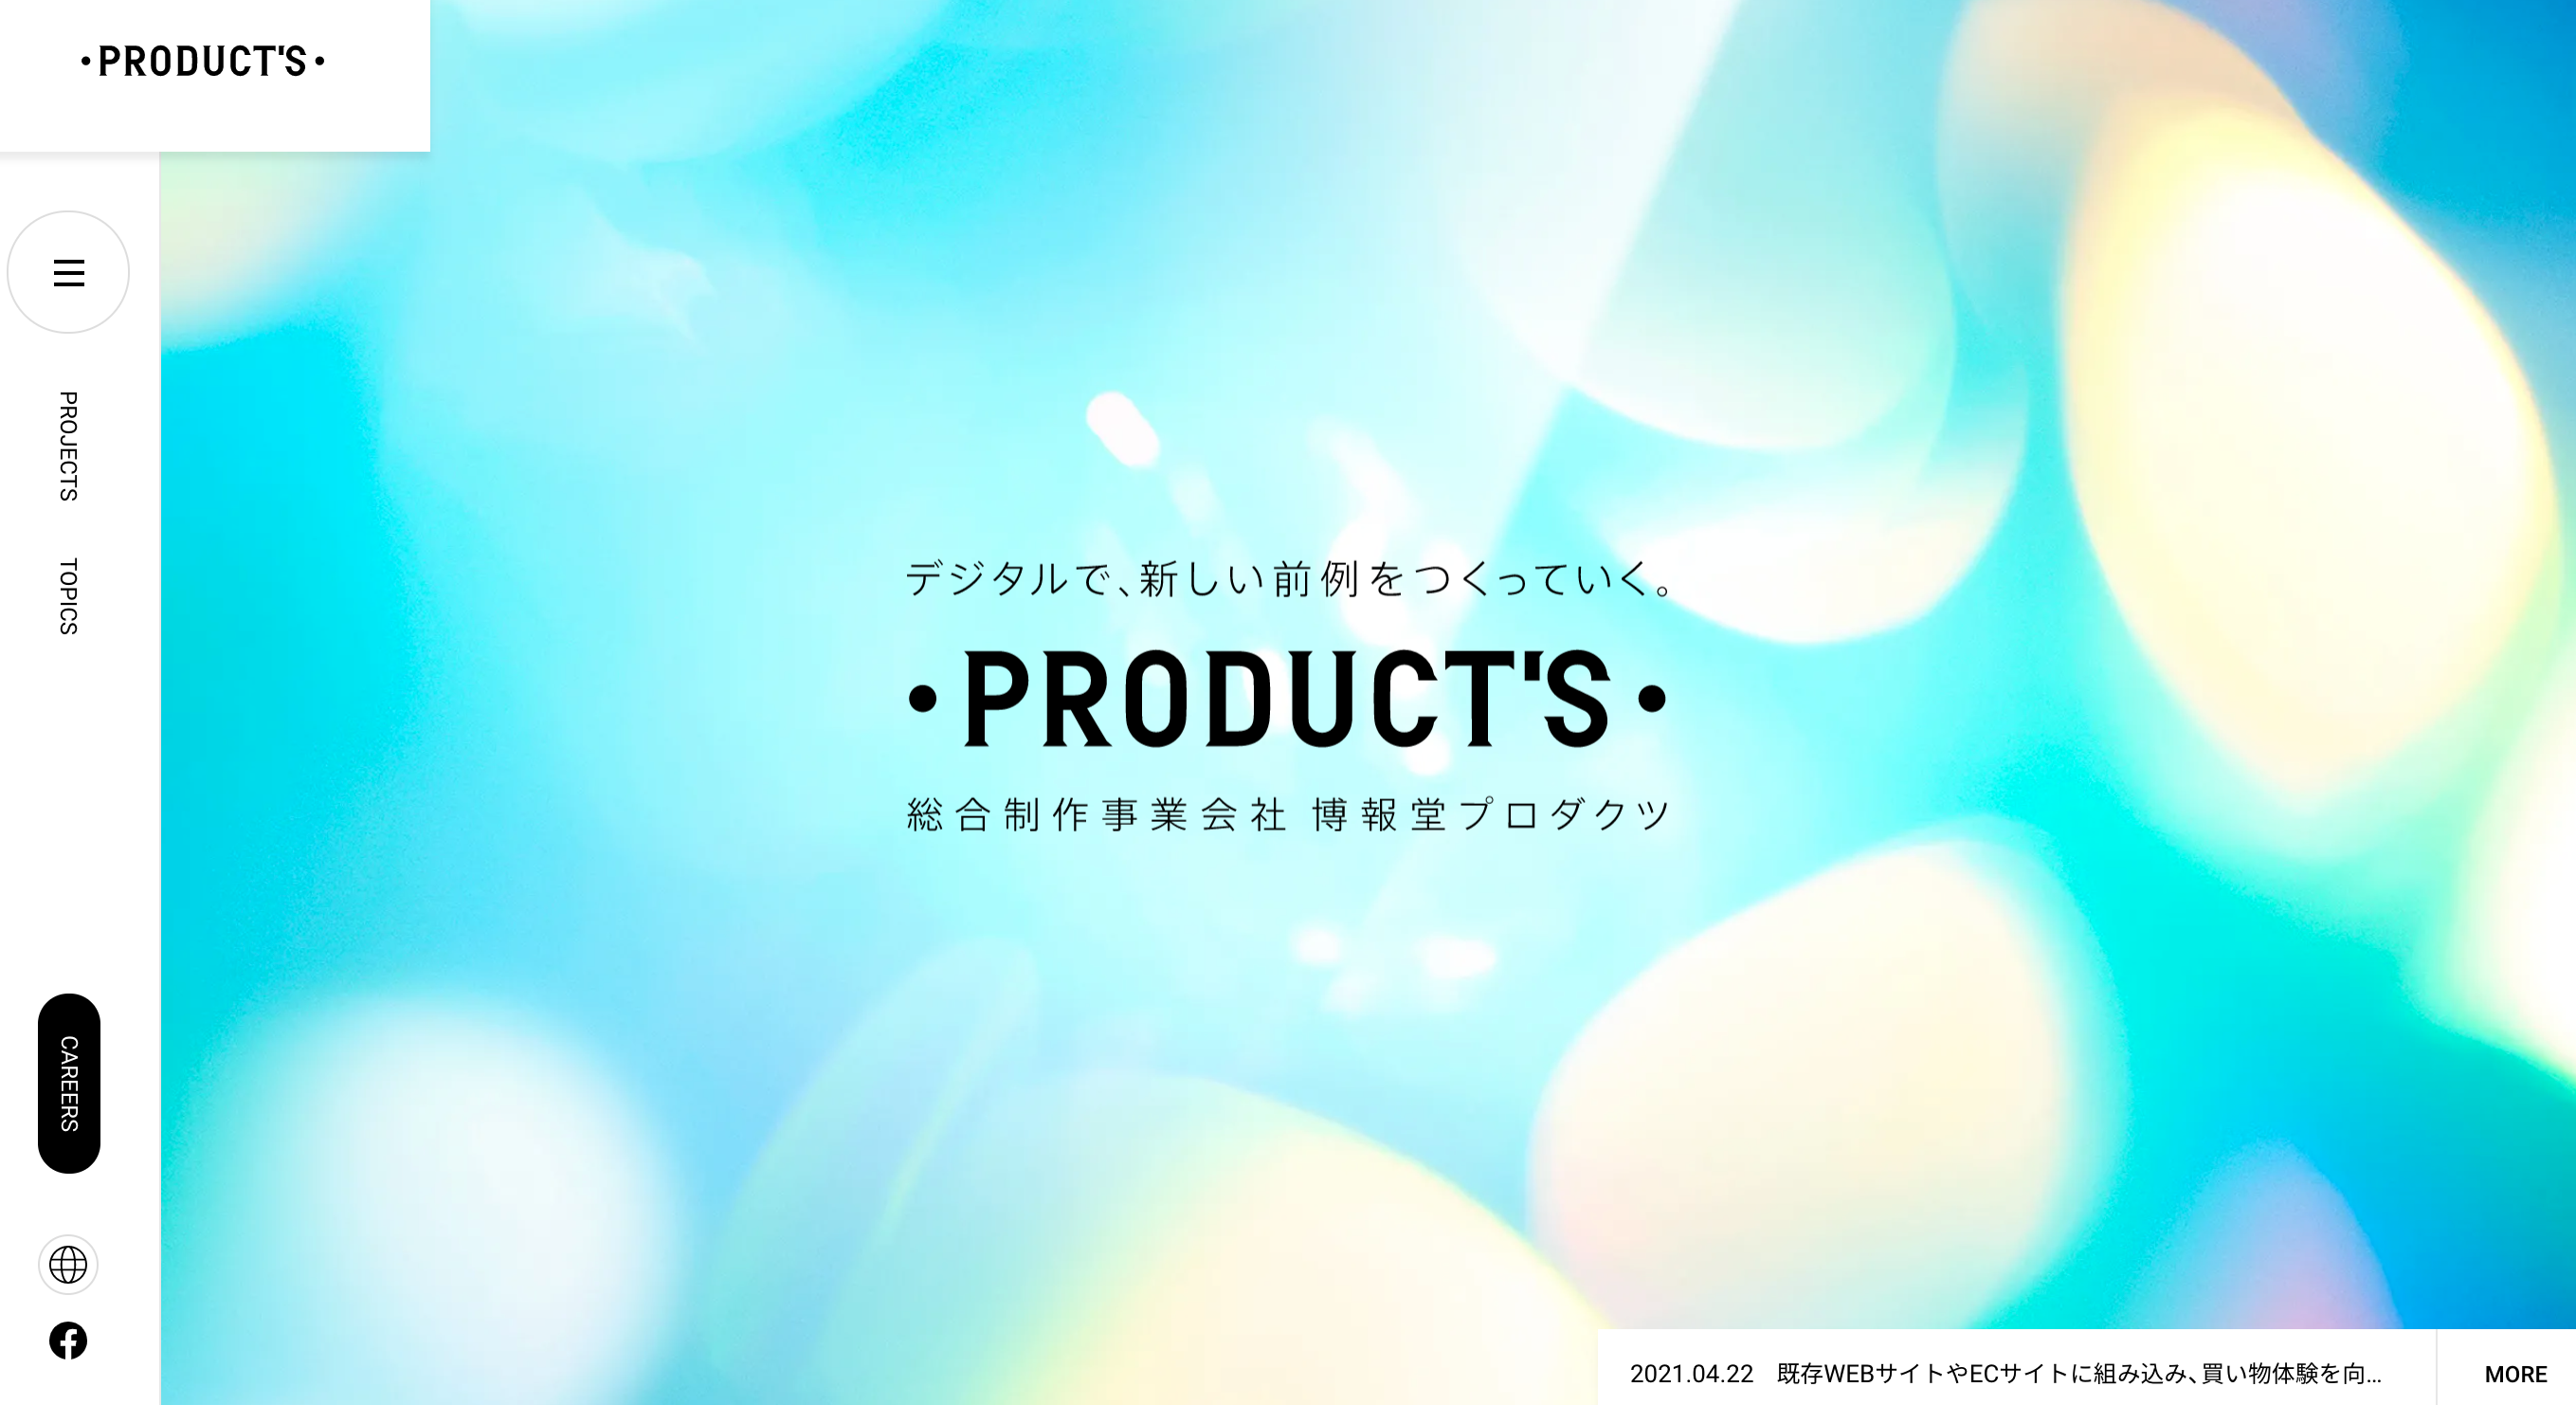 ・PRODUCT'S・
PROJECTS
TOPICS
CAREERS
デジタルで、新しい前例をつくっていく。
・PRODUCT'S・
総合制作事業会社 博報堂プロダクツ
2021.04.22 既存WEBサイトやECサイトに組み込み、買い物体験を向...
MORE